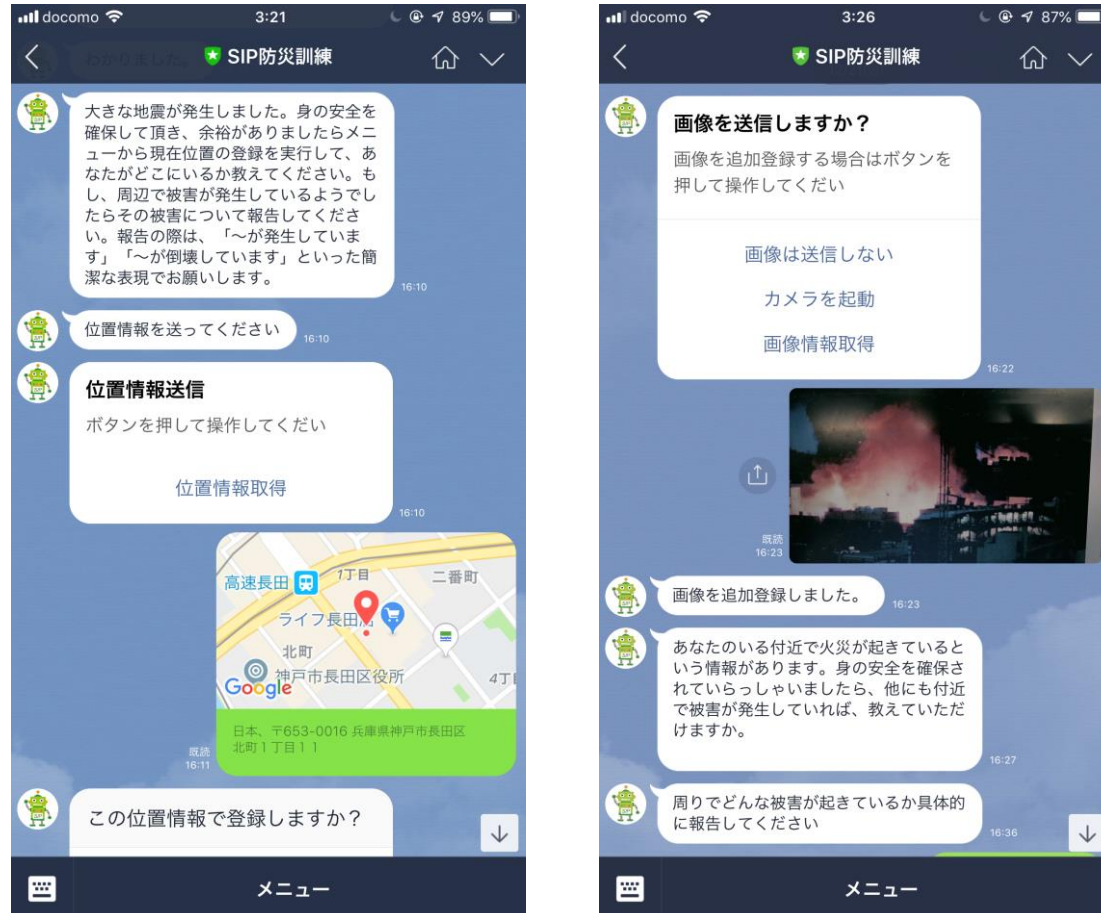 docomo 3:21 89%
わかりました。
SIP防災訓練
大きな地震が発生しました。身の安全を
確保して頂き、余裕がありましたらメニ
ューから現在位置の登録を実行して、あ
なたがどこにいるか教えてください。も
し、周辺で被害が発生しているようでし
たらその被害について報告してくださ
い。報告の際は、「〜が発生していま
す」「〜が倒壊しています」といった簡
潔な表現でお願いします。
16:10
位置情報を送ってください
16:10
位置情報送信
ボタンを押して操作してくだい
位置情報取得
16:10
高速長田
1丁目
二番町
ライフ長田
北町
神戸市長田区役所
4丁
Google
日本、〒653-0016 兵庫県神戸市長田区
北町1丁目11
既読
16:11
この位置情報で登録しますか？
メニュー
docomo 3:26 87%
SIP防災訓練
画像を送信しますか？
画像を追加登録する場合はボタンを
押して操作してくだい
画像は送信しない
カメラを起動
画像情報取得
16:22
既読
16:23
画像を追加登録しました。
16:23
あなたのいる付近で火災が起きていると
いう情報があります。身の安全を確保さ
れていらっしゃいましたら、他にも付近
で被害が発生していれば、教えていただ
けますか。
16:27
周りでどんな被害が起きているか具体的
に報告してください
16:36
メニュー